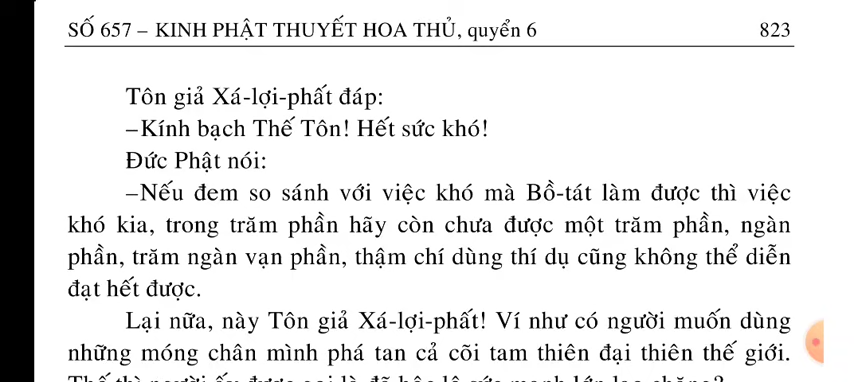 SỐ 657 – KINH PHẬT THUYẾT HOA THỦ, quyển 6 823
Tôn giả Xá-lợi-phất đáp:
–Kính bạch Thế Tôn! Hết sức khó!
Đức Phật nói:
–Nếu đem so sánh với việc khó mà Bồ-tát làm được thì việc
khó kia, trong trăm phần hãy còn chưa được một trăm phần, ngàn
phần, trăm ngàn vạn phần, thậm chí dùng thí dụ cũng không thể diễn
đạt hết được.
Lại nữa, này Tôn giả Xá-lợi-phất! Ví như có người muốn dùng
những móng chân mình phá tan cả cõi tam thiên đại thiên thế giới.